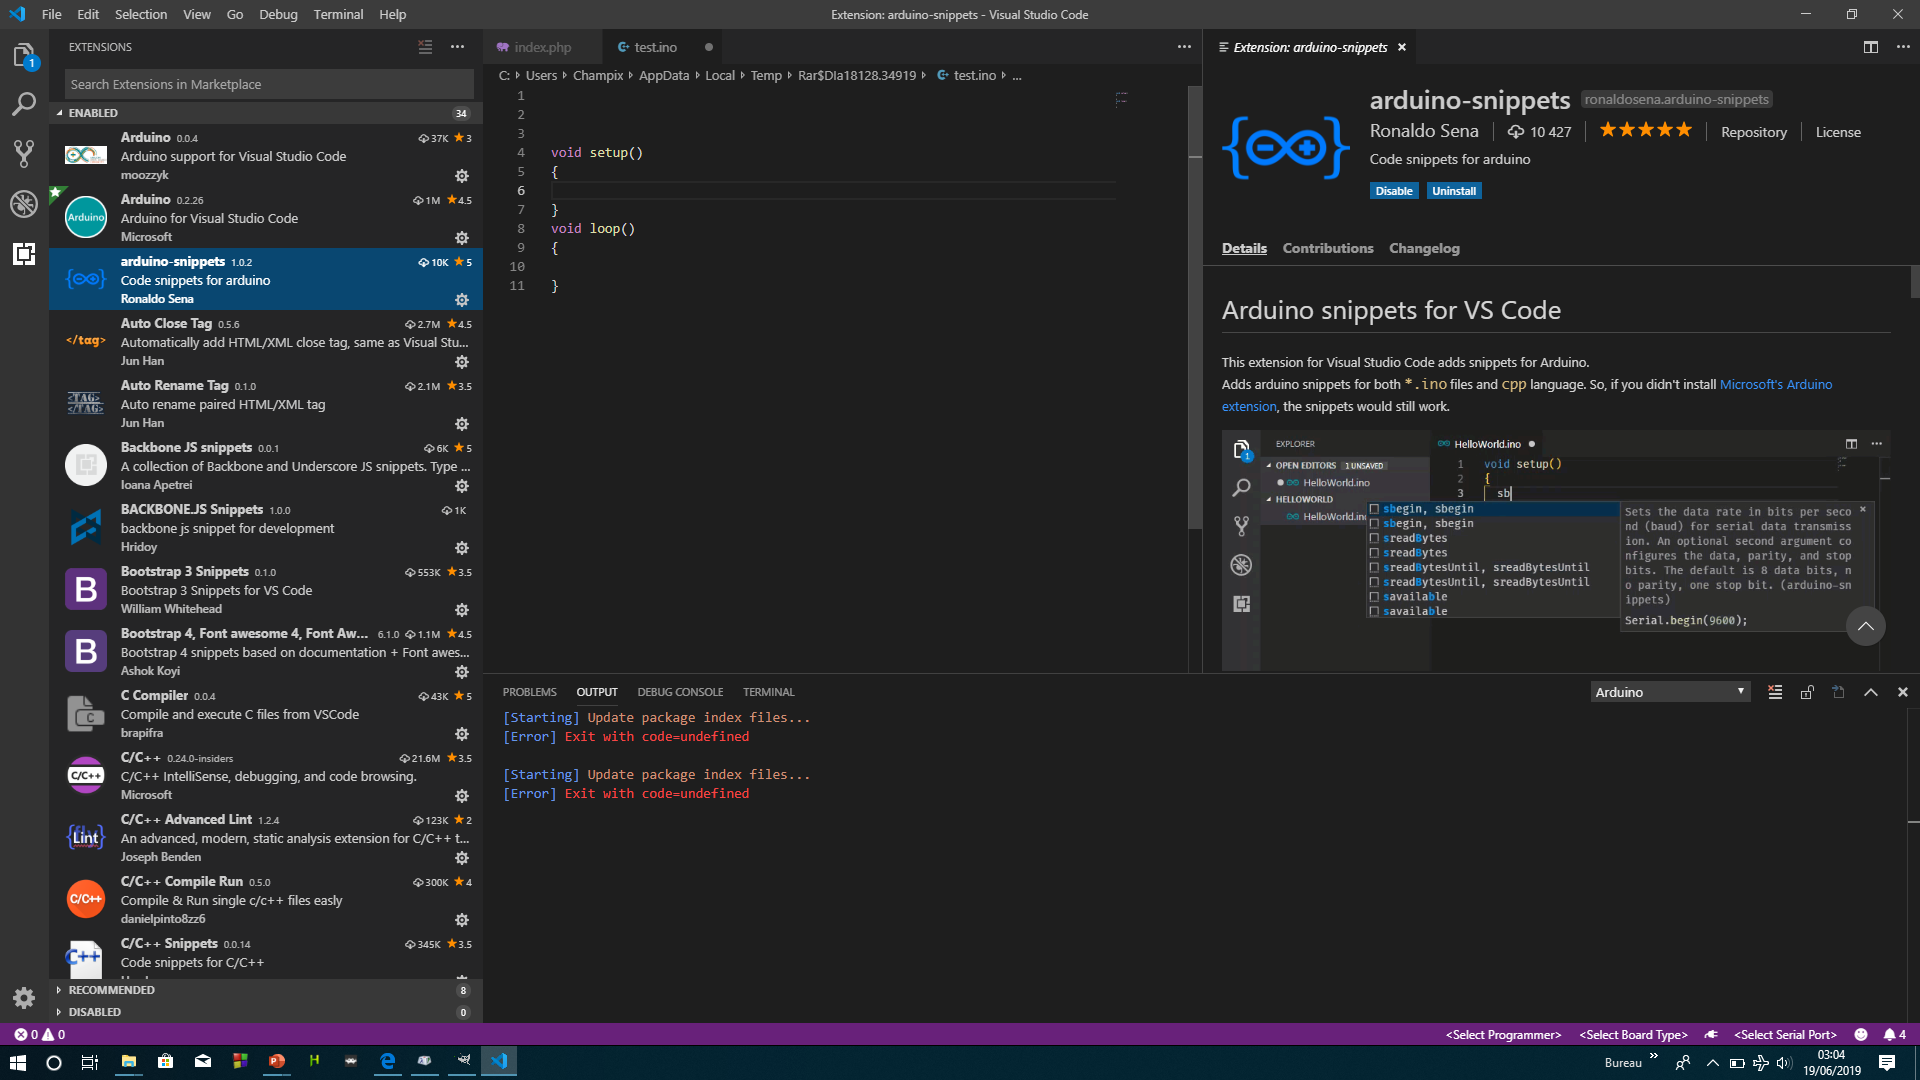 File Edit Selection View Go Debug Terminal Help
Extension: arduino-snippets - Visual Studio Code
EXTENSIONS
Search Extensions in Marketplace
ENABLED 34
Arduino 0.0.4 37K 3
Arduino support for Visual Studio Code
moozzyk
Arduino 0.2.26 1M 4.5
Arduino for Visual Studio Code
Microsoft
arduino-snippets 1.0.2 10K 5
Code snippets for arduino
Ronaldo Sena
Auto Close Tag 0.5.6 2.7M 4.5
Automatically add HTML/XML close tag, same as Visual Stu...
Jun Han
Auto Rename Tag 0.1.0 2.1M 3.5
Auto rename paired HTML/XML tag
Jun Han
Backbone JS snippets 0.0.1 6K 5
A collection of Backbone and Underscore JS snippets. Type ...
Ioana Apetrei
BACKBONE.JS Snippets 1.0.0 1K
backbone js snippet for development
Hridoy
Bootstrap 3 Snippets 0.1.0 553K 3.5
Bootstrap 3 Snippets for VS Code
William Whitehead
Bootstrap 4, Font awesome 4, Font Aw... 6.1.0 1.1M 4.5
Bootstrap 4 snippets based on documentation + Font awes...
Ashok Koyi
C Compiler 0.0.4 43K 5
Compile and execute C files from VSCode
brapifra
C/C++ 0.24.0-insiders 21.6M 3.5
C/C++ IntelliSense, debugging, and code browsing.
Microsoft
C/C++ Advanced Lint 1.2.4 123K 2
An advanced, modern, static analysis extension for C/C++ t...
Joseph Benden
C/C++ Compile Run 0.5.0 300K 4
Compile & Run single c/c++ files easly
danielpinto8zz6
C/C++ Snippets 0.0.14 345K 3.5
Code snippets for C/C++
RECOMMENDED 8
DISABLED 0
index.php
test.ino
C: Users Champix AppData Local Temp Rar$DIa18128.34919 test.ino ...
1
2
3
4 void setup()
5 {
6
7 }
8 void loop()
9 {
10
11 }
Extension: arduino-snippets
arduino-snippets ronaldosena.arduino-snippets
Ronaldo Sena 10 427 Repository License
Code snippets for arduino
Disable Uninstall
Details Contributions Changelog
Arduino snippets for VS Code
This extension for Visual Studio Code adds snippets for Arduino.
Adds arduino snippets for both *.ino files and cpp language. So, if you didn't install Microsoft's Arduino
extension, the snippets would still work.
EXPLORER
OPEN EDITORS 1 UNSAVED
HelloWorld.ino
HELLOWORLD
HelloWorld.ino
HelloWorld.ino
1 void setup()
2 {
3 sb
sbegin, sbegin
sbegin, sbegin
sreadBytes
sreadBytes
sreadBytesUntil, sreadBytesUntil
sreadBytesUntil, sreadBytesUntil
savailable
savailable
Sets the data rate in bits per seco
nd (baud) for serial data transmiss
ion. An optional second argument co
nfigures the data, parity, and stop
bits. The default is 8 data bits, n
o parity, one stop bit. (arduino-sn
ippets)
Serial.begin(9600);
PROBLEMS OUTPUT DEBUG CONSOLE TERMINAL
Arduino
[Starting] Update package index files...
[Error] Exit with code=undefined
[Starting] Update package index files...
[Error] Exit with code=undefined
0 0
<Select Programmer> <Select Board Type> <Select Serial Port> 4
Bureau
03:04
19/06/2019